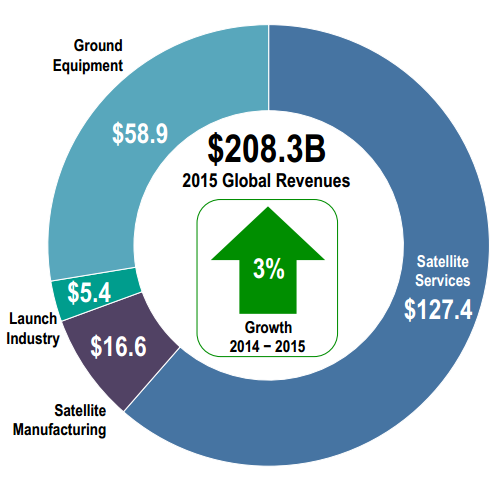 Ground
Equipment
$58.9
$208.3B
2015 Global Revenues
3%
Growth
2014 – 2015
Satellite
Services
$127.4
$5.4
Launch
Industry
$16.6
Satellite
Manufacturing